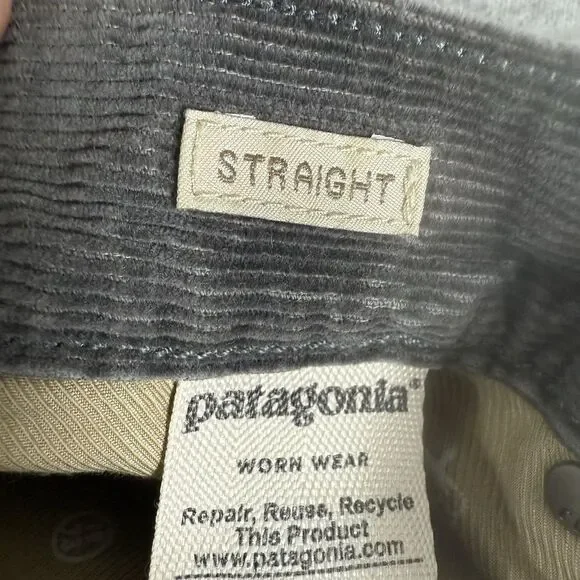 STRAIGHT
patagonia®
WORN WEAR
Repair, Reuse, Recycle
This Product
www.patagonia.com